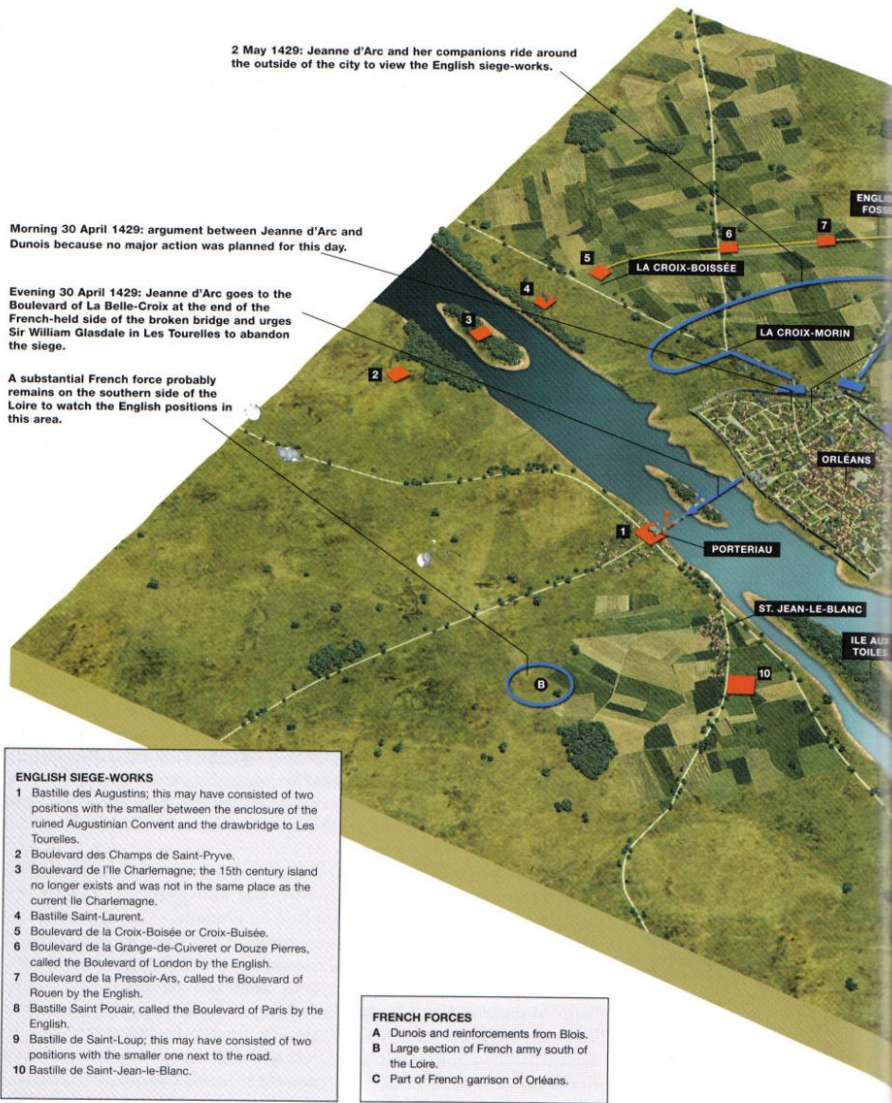 2 May 1429: Jeanne d'Arc and her companions ride around
the outside of the city to view the English siege-works.
Morning 30 April 1429: argument between Jeanne d'Arc and
Dunois because no major action was planned for this day.
Evening 30 April 1429: Jeanne d'Arc goes to the
Boulevard of La Belle-Croix at the end of the
French-held side of the broken bridge and urges
Sir William Glasdale in Les Tourelles to abandon
the siege.
A substantial French force probably
remains on the southern side of the
Loire to watch the English positions in
this area.
ENGLIS
FOSS
7
6
5
LA CROIX-BOISSÉE
4
3
LA CROIX-MORIN
2
ORLÉANS
1
PORTERIAU
ST. JEAN-LE-BLANC
ILE AUX
TOILES
B
10
ENGLISH SIEGE-WORKS
1 Bastille des Augustins; this may have consisted of two
positions with the smaller between the enclosure of the
ruined Augustinian Convent and the drawbridge to Les
Tourelles.
2 Boulevard des Champs de Saint-Pryve.
3 Boulevard de l'Ile Charlemagne; the 15th century island
no longer exists and was not in the same place as the
current Ile Charlemagne.
4 Bastille Saint-Laurent.
5 Boulevard de la Croix-Boisée or Croix-Buisée.
6 Boulevard de la Grange-de-Cuiveret or Douze Pierres,
called the Boulevard of London by the English.
7 Boulevard de la Pressoir-Ars, called the Boulevard of
Rouen by the English.
8 Bastille Saint Pouair, called the Boulevard of Paris by the
English.
9 Bastille de Saint-Loup; this may have consisted of two
positions with the smaller one next to the road.
10 Bastille de Saint-Jean-le-Blanc.
FRENCH FORCES
A Dunois and reinforcements from Blois.
B Large section of French army south of
the Loire.
C Part of French garrison of Orléans.